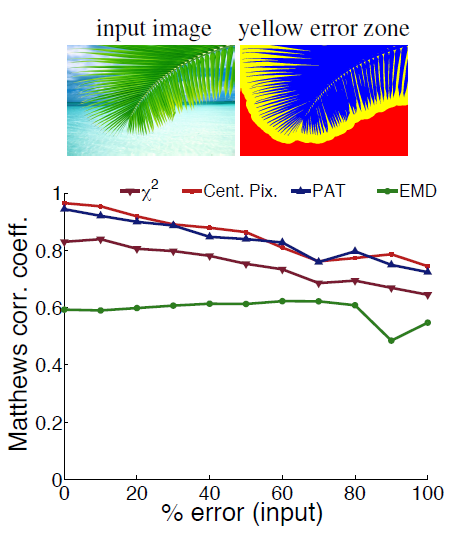 input image yellow error zone
χ² Cent. Pix. PAT EMD
Matthews corr. coeff.
1
0.8
0.6
0.4
0.2
0
0 20 40 60 80 100
% error (input)